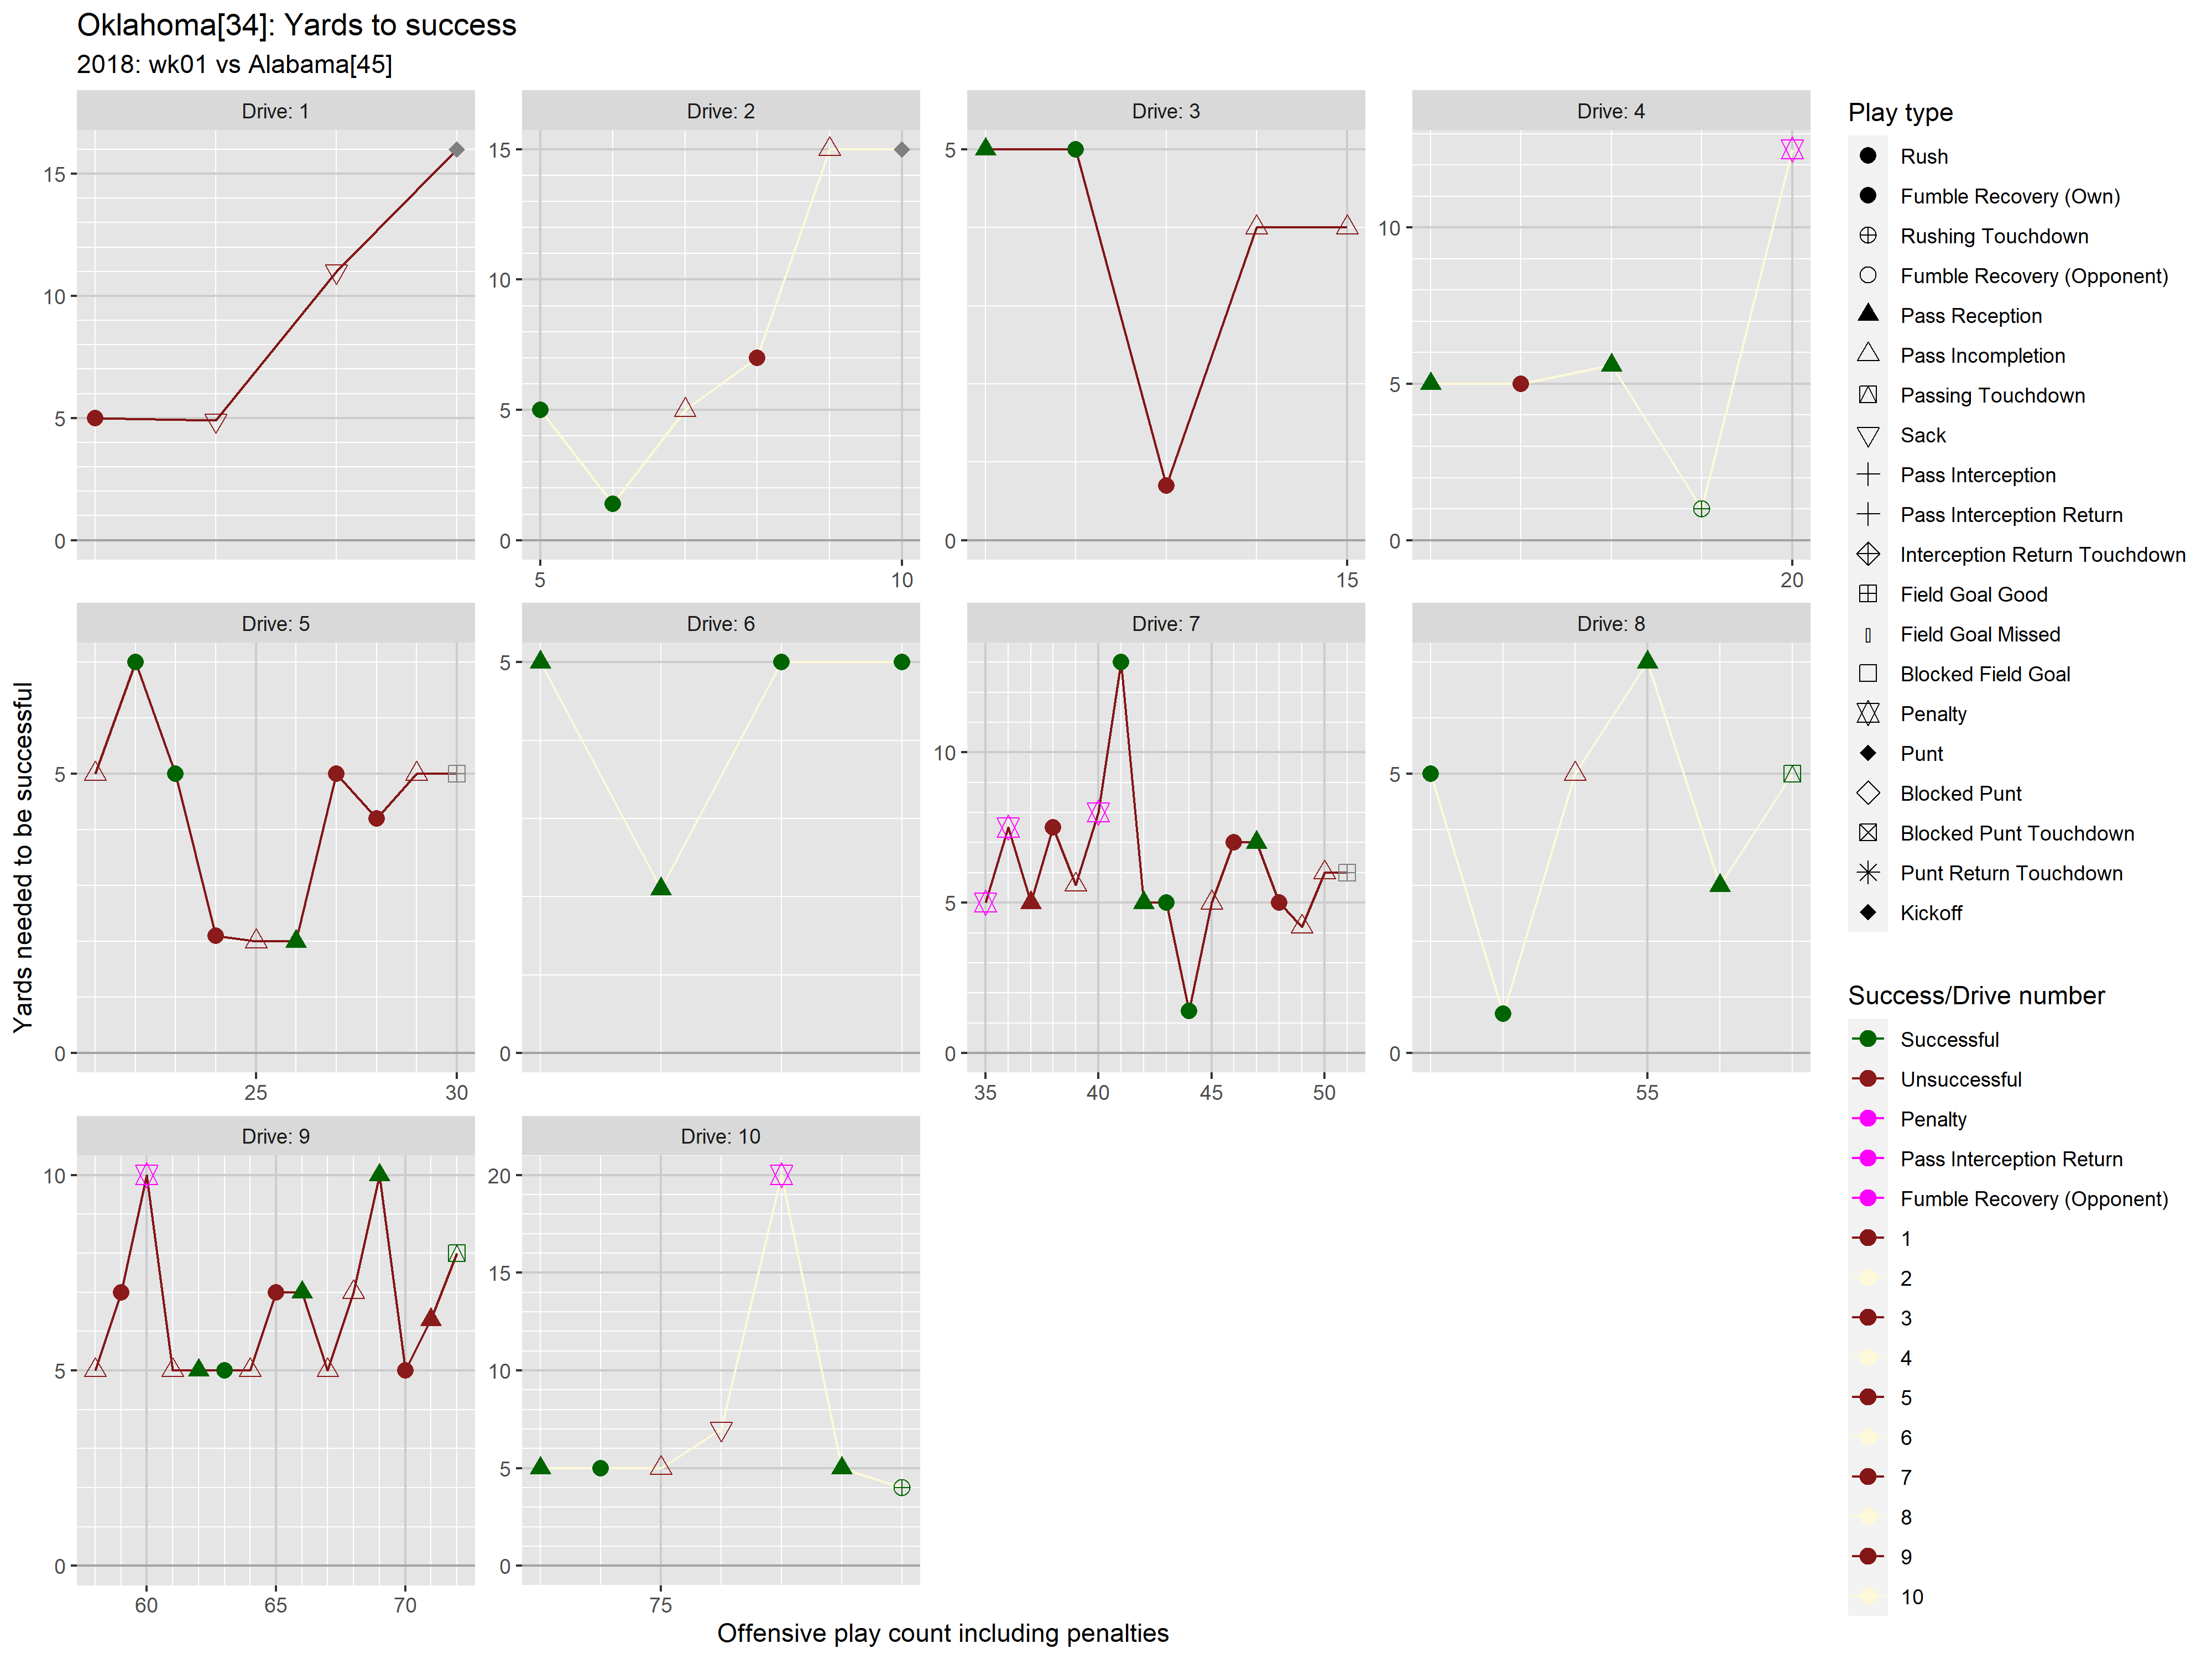 Oklahoma[34]: Yards to success
2018: wk01 vs Alabama[45]
Yards needed to be successful
Drive: 1
15
10
5
0
Drive: 2
15
10
5
0
5
10
Drive: 3
5
0
15
Drive: 4
10
5
0
20
Drive: 5
5
0
25
30
Drive: 6
5
0
Drive: 7
10
5
0
35
40
45
50
Drive: 8
5
0
55
Drive: 9
10
5
0
60
65
70
Drive: 10
20
15
10
5
0
75
Offensive play count including penalties
Play type
Rush
Fumble Recovery (Own)
Rushing Touchdown
Fumble Recovery (Opponent)
Pass Reception
Pass Incompletion
Passing Touchdown
Sack
Pass Interception
Pass Interception Return
Interception Return Touchdown
Field Goal Good
Field Goal Missed
Blocked Field Goal
Penalty
Punt
Blocked Punt
Blocked Punt Touchdown
Punt Return Touchdown
Kickoff
Success/Drive number
Successful
Unsuccessful
Penalty
Pass Interception Return
Fumble Recovery (Opponent)
1
2
3
4
5
6
7
8
9
10